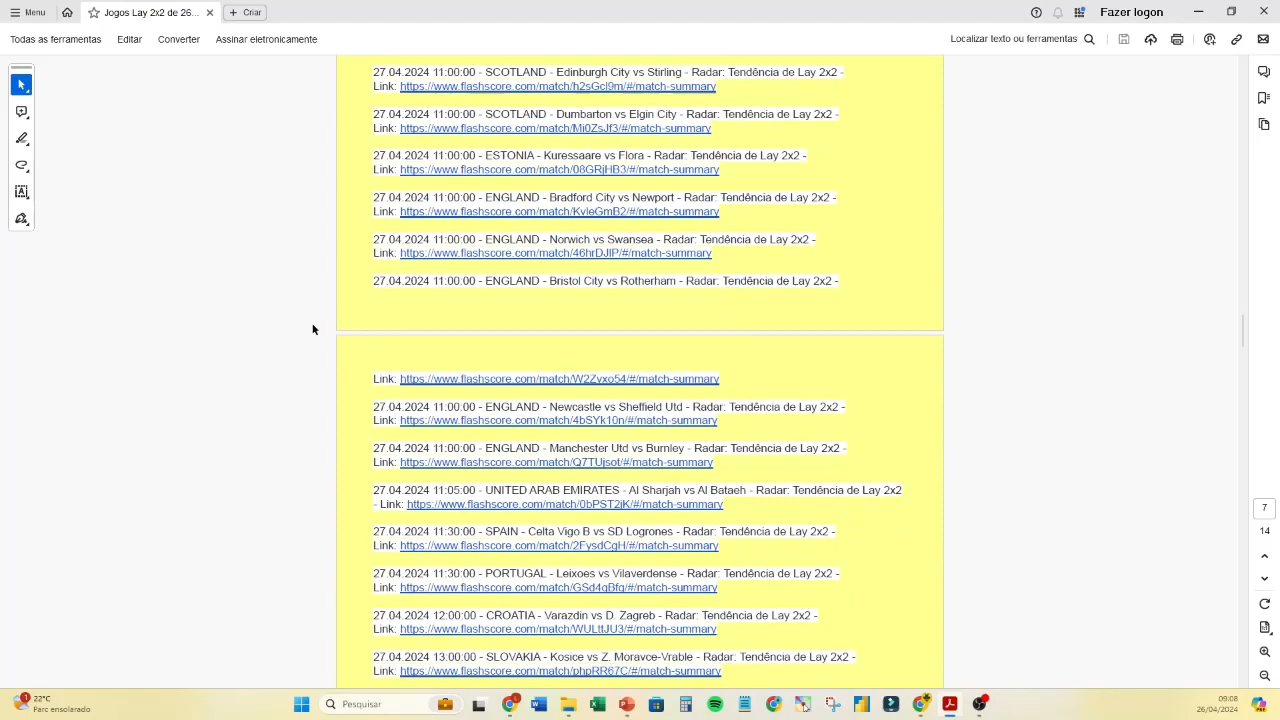 Menu
Jogos Lay 2x2 de 26...
Criar
Fazer logon
Todas as ferramentas
Editar
Converter
Assinar eletronicamente
Localizar texto ou ferramentas
27.04.2024 11:00:00 - SCOTLAND - Edinburgh City vs Stirling - Radar: Tendência de Lay 2x2 -
Link: https://www.flashscore.com/match/h2sGcl9m/#/match-summary
27.04.2024 11:00:00 - SCOTLAND - Dumbarton vs Elgin City - Radar: Tendência de Lay 2x2 -
Link: https://www.flashscore.com/match/Mi0ZsJf3/#/match-summary
27.04.2024 11:00:00 - ESTONIA - Kuressaare vs Flora - Radar: Tendência de Lay 2x2 -
Link: https://www.flashscore.com/match/08GRjHB3/#/match-summary
27.04.2024 11:00:00 - ENGLAND - Bradford City vs Newport - Radar: Tendência de Lay 2x2 -
Link: https://www.flashscore.com/match/KvIeGmB2/#/match-summary
27.04.2024 11:00:00 - ENGLAND - Norwich vs Swansea - Radar: Tendência de Lay 2x2 -
Link: https://www.flashscore.com/match/46hrDJIP/#/match-summary
27.04.2024 11:00:00 - ENGLAND - Bristol City vs Rotherham - Radar: Tendência de Lay 2x2 -
Link: https://www.flashscore.com/match/W2Zvxo54/#/match-summary
27.04.2024 11:00:00 - ENGLAND - Newcastle vs Sheffield Utd - Radar: Tendência de Lay 2x2 -
Link: https://www.flashscore.com/match/4bSYk10n/#/match-summary
27.04.2024 11:00:00 - ENGLAND - Manchester Utd vs Burnley - Radar: Tendência de Lay 2x2 -
Link: https://www.flashscore.com/match/Q7TUjsot/#/match-summary
27.04.2024 11:05:00 - UNITED ARAB EMIRATES - Al Sharjah vs Al Bataeh - Radar: Tendência de Lay 2x2
- Link: https://www.flashscore.com/match/0bPST2jK/#/match-summary
27.04.2024 11:30:00 - SPAIN - Celta Vigo B vs SD Logrones - Radar: Tendência de Lay 2x2 -
Link: https://www.flashscore.com/match/2FysdCgH/#/match-summary
27.04.2024 11:30:00 - PORTUGAL - Leixoes vs Vilaverdense - Radar: Tendência de Lay 2x2 -
Link: https://www.flashscore.com/match/GSd4qBfq/#/match-summary
27.04.2024 12:00:00 - CROATIA - Varazdin vs D. Zagreb - Radar: Tendência de Lay 2x2 -
Link: https://www.flashscore.com/match/WULttJU3/#/match-summary
27.04.2024 13:00:00 - SLOVAKIA - Kosice vs Z. Moravce-Vrable - Radar: Tendência de Lay 2x2 -
Link: https://www.flashscore.com/match/phpRR67C/#/match-summary
7
14
22°C
Parc ensolarado
Pesquisar
09:08
26/04/2024